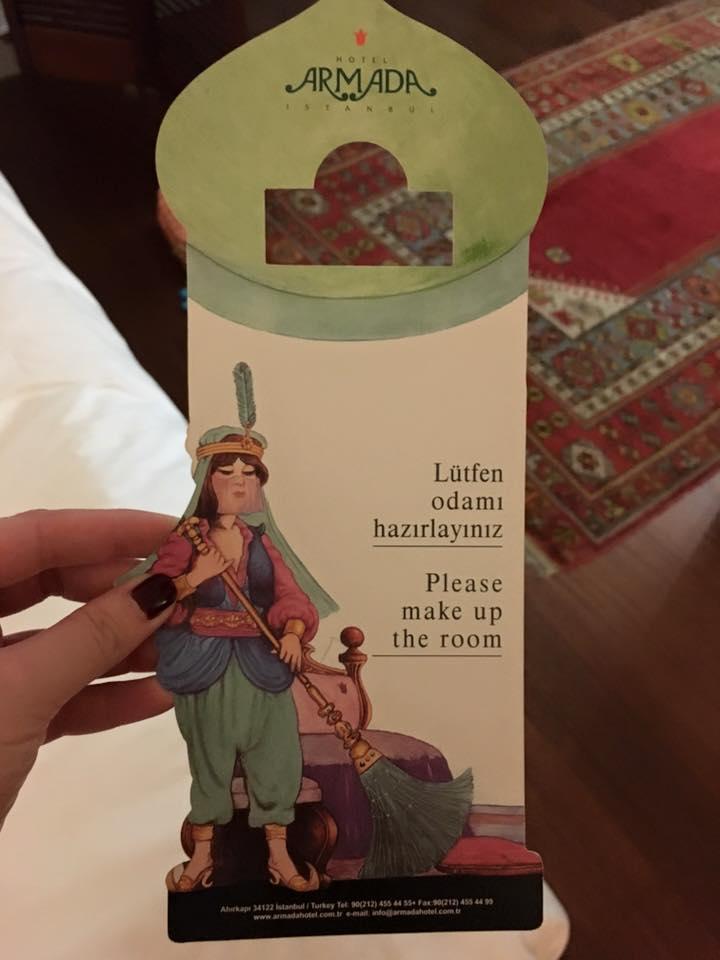 HOTEL
ARMADA
ISTANBUL
Lütfen
odamı
hazırlayınız
Please
make up
the room
Ahırkapı 34122 İstanbul / Turkey Tel: 90(212) 455 44 55+ Fax:90(212) 455 44 99
www.armadahotel.com.tr e-mail: info@armadahotel.com.tr